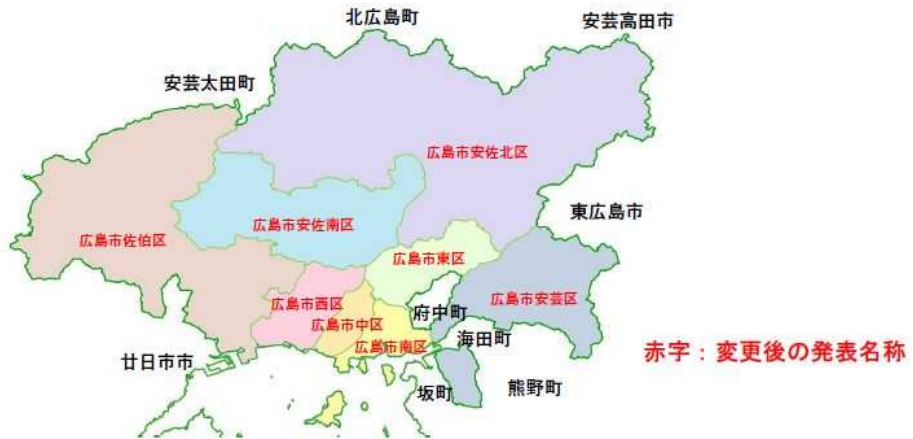 北広島町
安芸高田市
安芸太田町
広島市安佐北区
東広島市
広島市安佐南区
広島市佐伯区
広島市東区
広島市安芸区
広島市西区
府中町
広島市中区
海田町
広島市南区
赤字：変更後の発表名称
廿日市市
坂町
熊野町